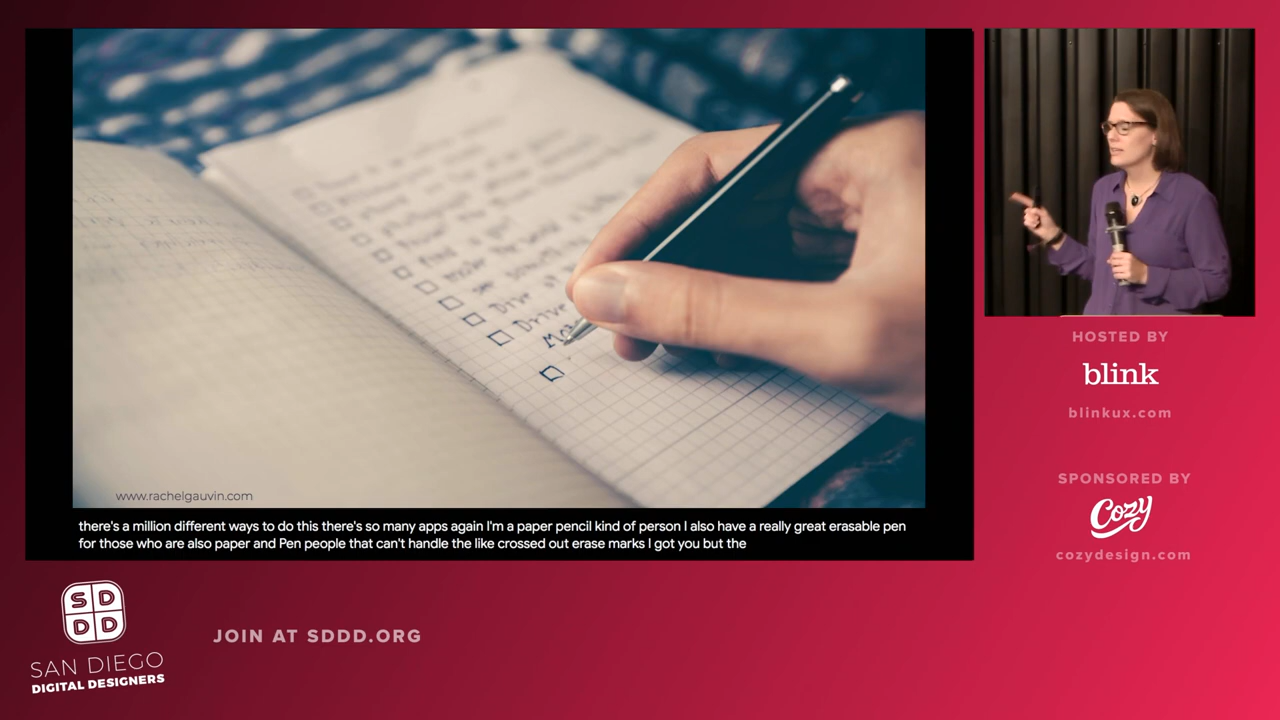 www.rachelgauvin.com
there's a million different ways to do this there's so many apps again I'm a paper pencil kind of person I also have a really great erasable pen
for those who are also paper and Pen people that can't handle the like crossed out erase marks I got you but the
HOSTED BY
blink
blinkux.com
SPONSORED BY
Cozy
cozydesign.com
SD
DD
SAN DIEGO
DIGITAL DESIGNERS
JOIN AT SDDD.ORG